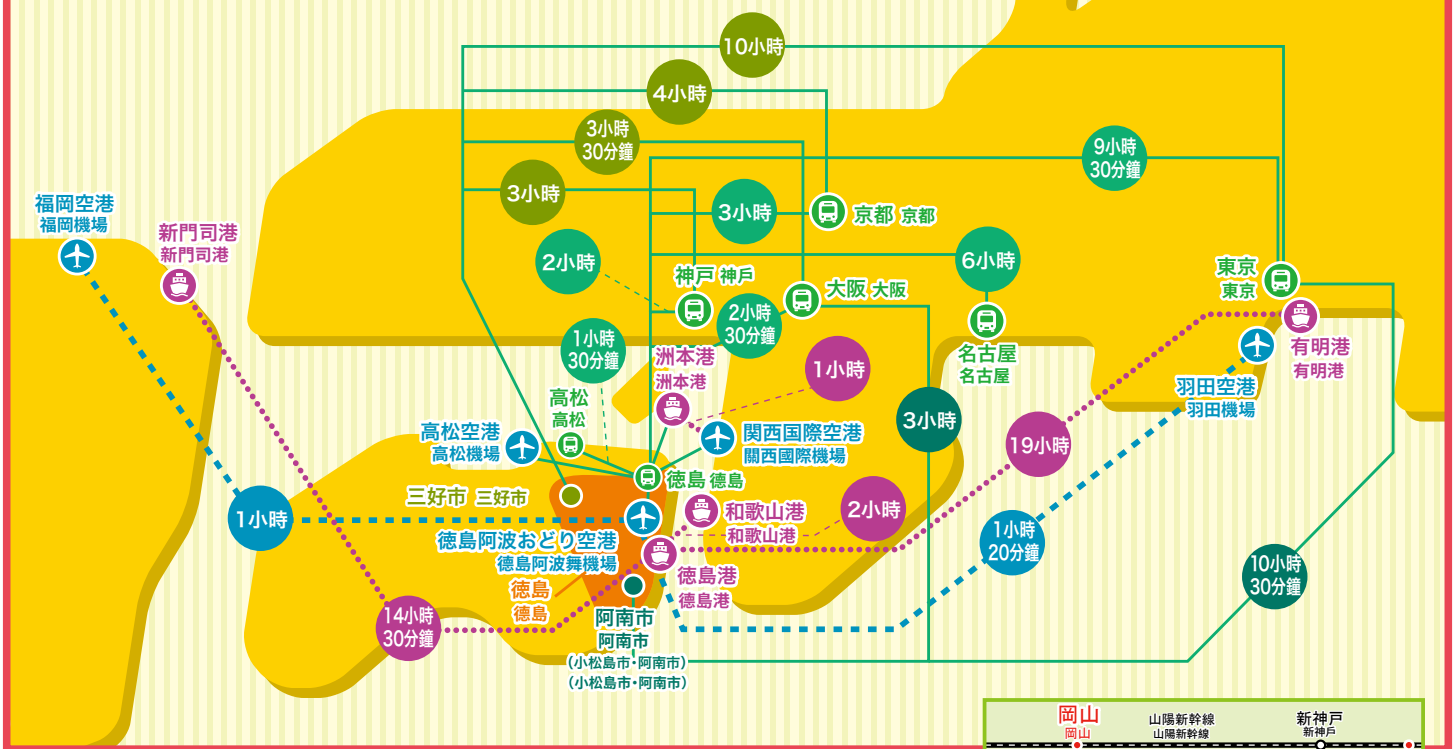 10小時
4小時
3小時
30分鐘
9小時
30分鐘
3小時
3小時
福岡空港
福岡機場
新門司港
新門司港
京都 京都
2小時
6小時
神戸 神戶
大阪 大阪
東京
東京
2小時
30分鐘
1小時
30分鐘
名古屋
名古屋
有明港
有明港
洲本港
洲本港
1小時
羽田空港
羽田機場
高松
高松
3小時
高松空港
高松機場
関西国際空港
關西國際機場
19小時
徳島 德島
三好市 三好市
和歌山港
和歌山港
2小時
1小時
徳島阿波おどり空港
德島阿波舞機場
1小時
20分鐘
徳島港
德島港
10小時
30分鐘
徳島
德島
14小時
30分鐘
阿南市
阿南市
（小松島市・阿南市）
（小松島市・阿南市）
岡山
岡山
山陽新幹線
山陽新幹線
新神戸
新神戶